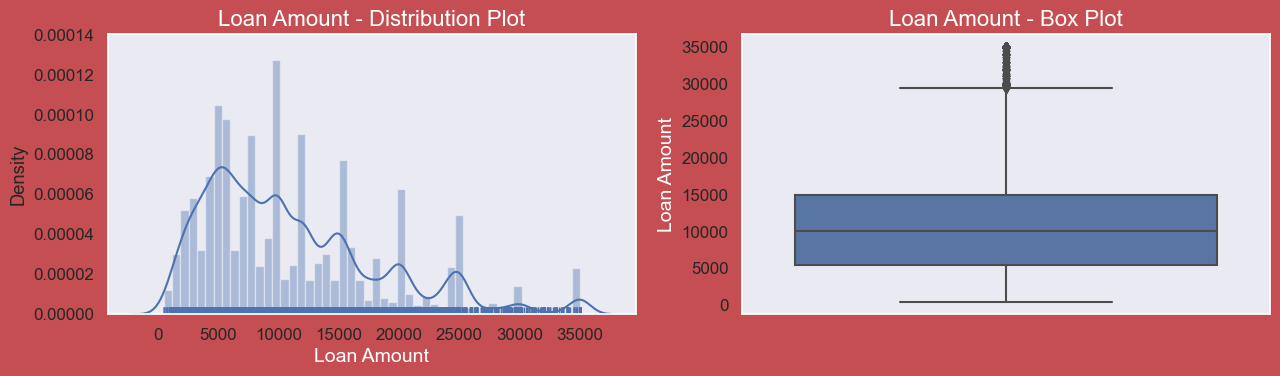 Loan Amount - Distribution Plot
0.00014
0.00012
0.00010
0.00008
0.00006
0.00004
0.00002
0.00000
Density
0 5000 10000 15000 20000 25000 30000 35000
Loan Amount
Loan Amount - Box Plot
35000
30000
25000
20000
15000
10000
5000
0
Loan Amount